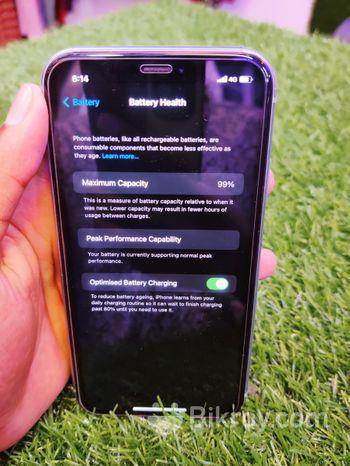 6:14
4G
Battery
Battery Health
Phone batteries, like all rechargeable batteries, are
consumable components that become less effective as
they age. Learn more...
Maximum Capacity 99%
This is a measure of battery capacity relative to when it
was new. Lower capacity may result in fewer hours of
usage between charges.
Peak Performance Capability
Your battery is currently supporting normal peak
performance.
Optimised Battery Charging
To reduce battery ageing, iPhone learns from your
daily charging routine so it can wait to finish charging
past 80% until you need to use it.
Bikroy.com